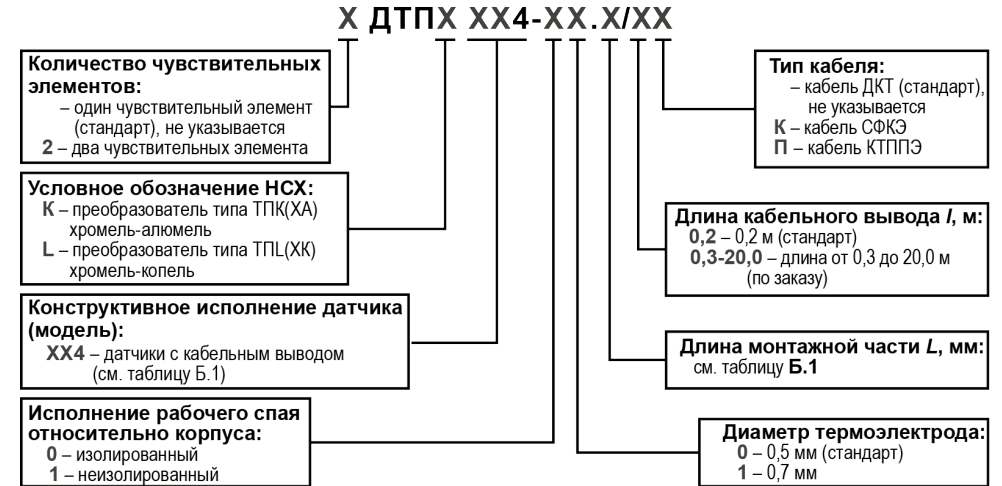 Х ДТПХ ХХ4-ХХ.Х/ХХ
Количество чувствительных
элементов:
– один чувствительный элемент
(стандарт), не указывается
2 – два чувствительных элемента
Условное обозначение НСХ:
К – преобразователь типа ТПК(ХА)
хромель-алюмель
L – преобразователь типа ТПL(ХК)
хромель-копель
Конструктивное исполнение датчика
(модель):
ХХ4 – датчики с кабельным выводом
(см. таблицу Б.1)
Исполнение рабочего спая
относительно корпуса:
0 – изолированный
1 – неизолированный
Тип кабеля:
– кабель ДКТ (стандарт),
не указывается
К – кабель СФКЭ
П – кабель КТППЭ
Длина кабельного вывода l, м:
0,2 – 0,2 м (стандарт)
0,3-20,0 – длина от 0,3 до 20,0 м
(по заказу)
Длина монтажной части L, мм:
см. таблицу Б.1
Диаметр термоэлектрода:
0 – 0,5 мм (стандарт)
1 – 0,7 мм